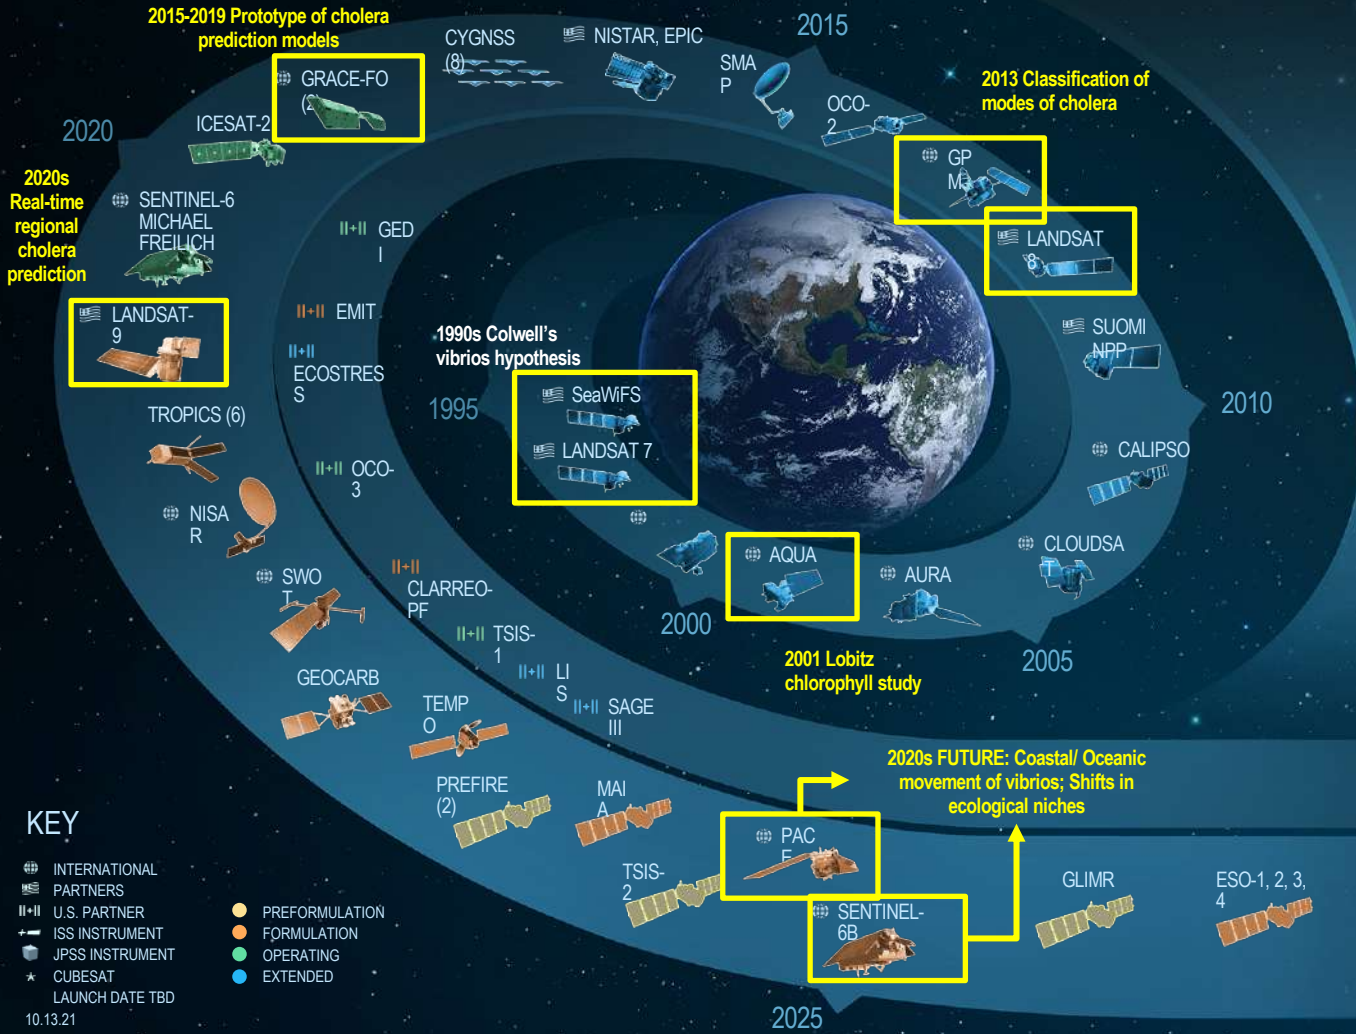 2015-2019 Prototype of cholera
prediction models
CYGNSS
(8)
NISTAR, EPIC
2015
SMA
P
2013 Classification of
modes of cholera
GRACE-FO
(2)
OCO-
2
2020
ICESAT-2
GP
M
2020s
Real-time
regional
cholera
prediction
SENTINEL-6
MICHAEL
FREILICH
GED
I
LANDSAT
8
LANDSAT-
9
EMIT
1990s Colwell's
vibrios hypothesis
SUOMI
NPP
ECOSTRES
S
SeaWiFS
1995
2010
TROPICS (6)
LANDSAT 7
CALIPSO
OCO-
3
NISA
R
AQUA
CLOUDSA
T
SWO
T
AURA
CLARREO-
PF
2000
TSIS-
1
2001 Lobitz
chlorophyll study
2005
LI
S
GEOCARB
TEMP
O
SAGE
III
2020s FUTURE: Coastal/ Oceanic
movement of vibrios; Shifts in
ecological niches
PREFIRE
(2)
MAI
A
PAC
E
TSIS-
2
GLIMR
ESO-1, 2, 3,
4
SENTINEL-
6B
2025
KEY
INTERNATIONAL
PARTNERS
U.S. PARTNER
ISS INSTRUMENT
JPSS INSTRUMENT
CUBESAT
LAUNCH DATE TBD
PREFORMULATION
FORMULATION
OPERATING
EXTENDED
10.13.21